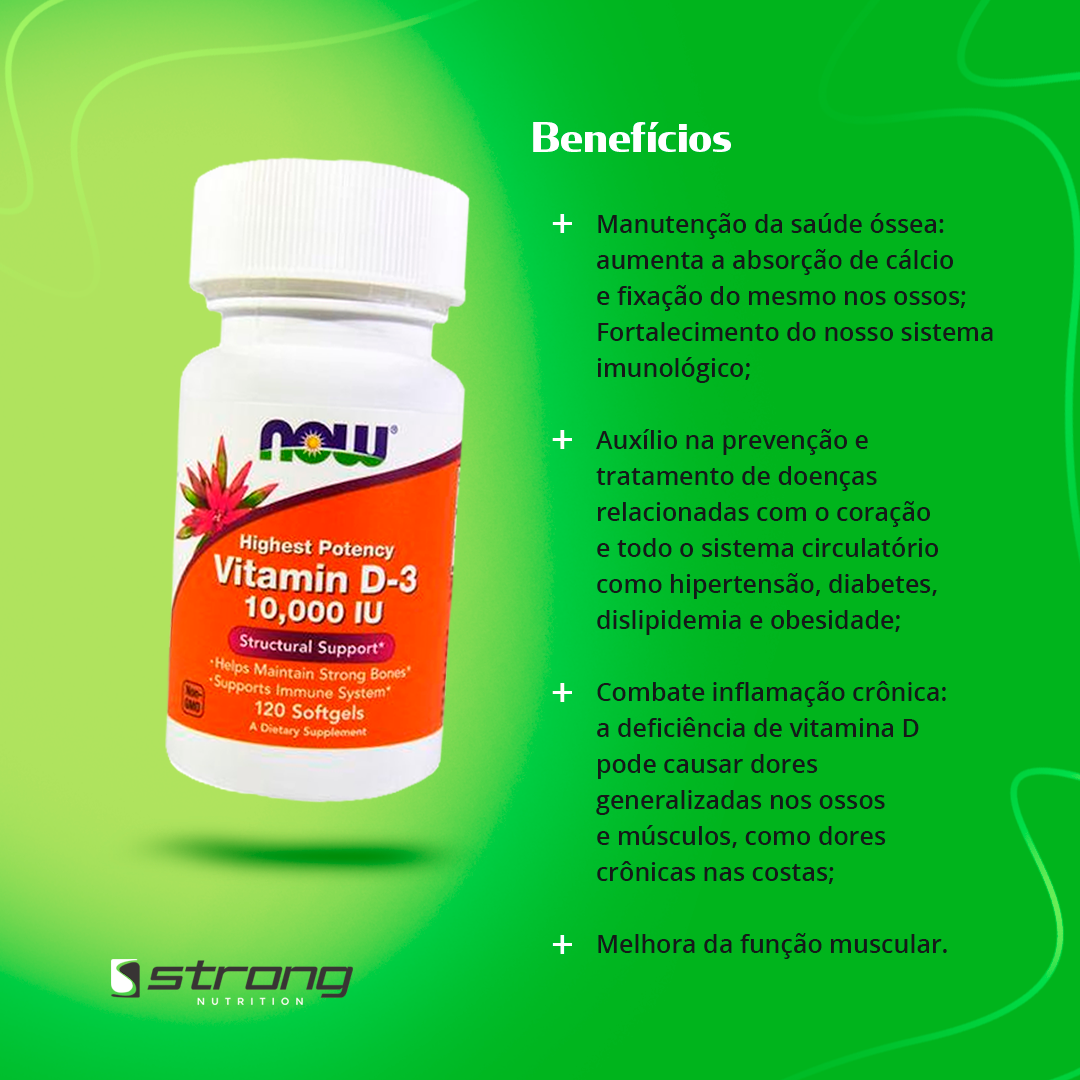 Benefícios
+ Manutenção da saúde óssea:
aumenta a absorção de cálcio
e fixação do mesmo nos ossos;
Fortalecimento do nosso sistema
imunológico;
+ Auxílio na prevenção e
tratamento de doenças
relacionadas com o coração
e todo o sistema circulatório
como hipertensão, diabetes,
dislipidemia e obesidade;
+ Combate inflamação crônica:
a deficiência de vitamina D
pode causar dores
generalizadas nos ossos
e músculos, como dores
crônicas nas costas;
+ Melhora da função muscular.
now®
Highest Potency
Vitamin D-3
10,000 IU
Structural Support*
•Helps Maintain Strong Bones*
•Supports Immune System*
Non-
GMO
120 Softgels
A Dietary Supplement
strong
NUTRITION